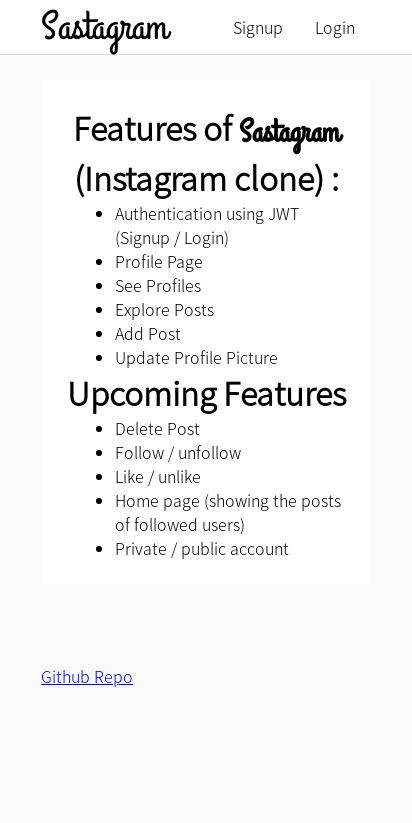 Sastagram Signup Login
Features of Sastagram
(Instagram clone) :
Authentication using JWT
(Signup / Login)
Profile Page
See Profiles
Explore Posts
Add Post
Update Profile Picture
Upcoming Features
Delete Post
Follow / unfollow
Like / unlike
Home page (showing the posts
of followed users)
Private / public account
Github Repo